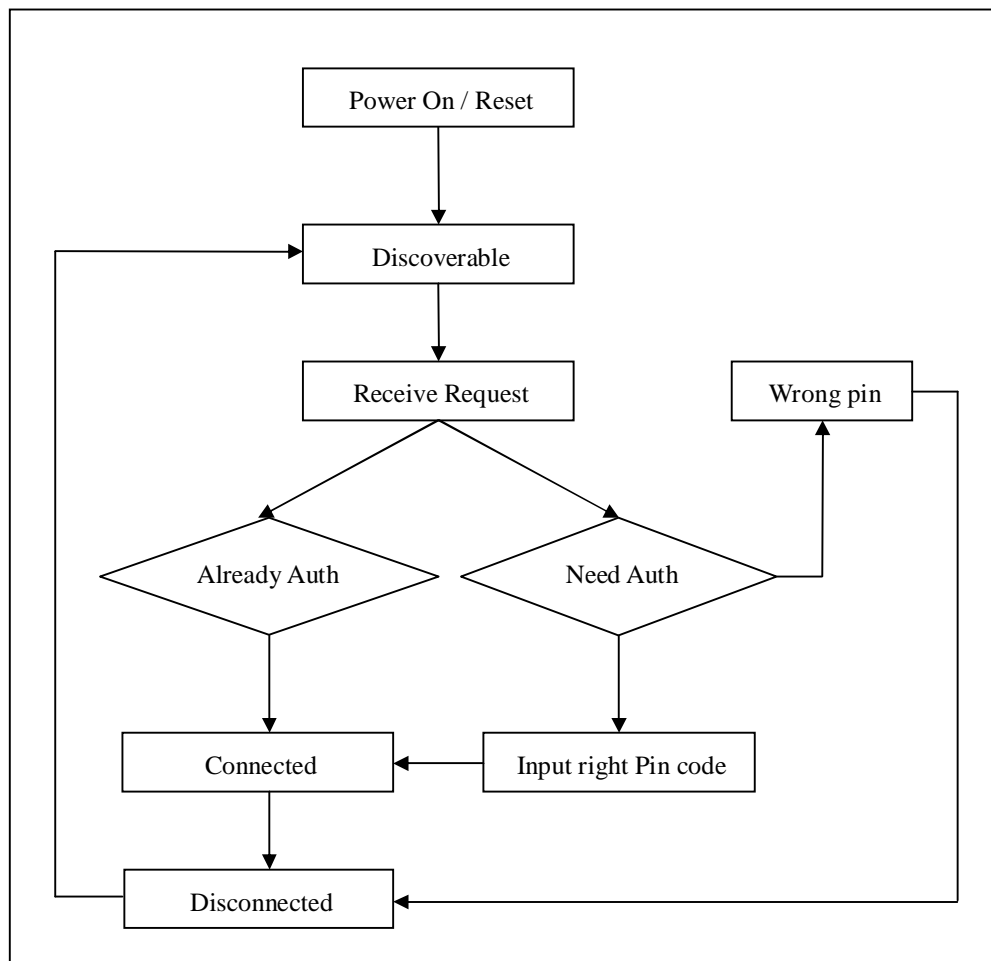 Power On / Reset
Discoverable
Receive Request
Wrong pin
Already Auth
Need Auth
Connected
Input right Pin code
Disconnected